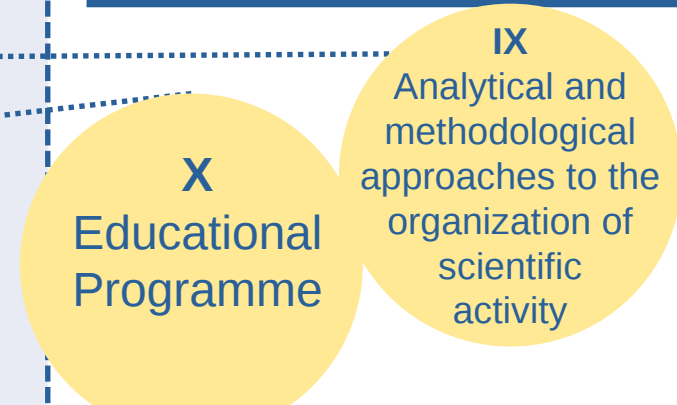 IX
Analytical and
methodological
approaches to the
organization of
scientific
activity
X
Educational
Programme